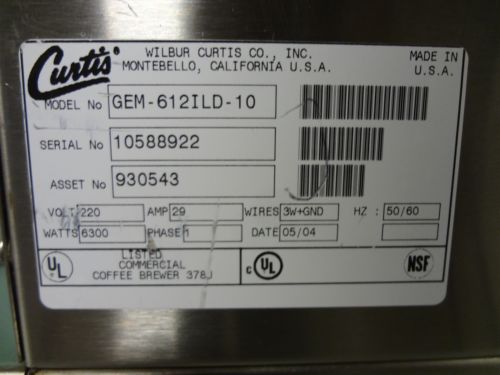 Curtis
WILBUR CURTIS CO., INC.
MONTEBELLO, CALIFORNIA U.S.A.
MADE IN
U.S.A.
MODEL No GEM-612ILD-10
SERIAL No 10588922
ASSET No 930543
VOLT 220 AMP 29 WIRES 3W+GND HZ : 50/60
WATTS 6300 PHASE 1 DATE 05/04
UL LISTED
COMMERCIAL
COFFEE BREWER 378J
c UL
NSF